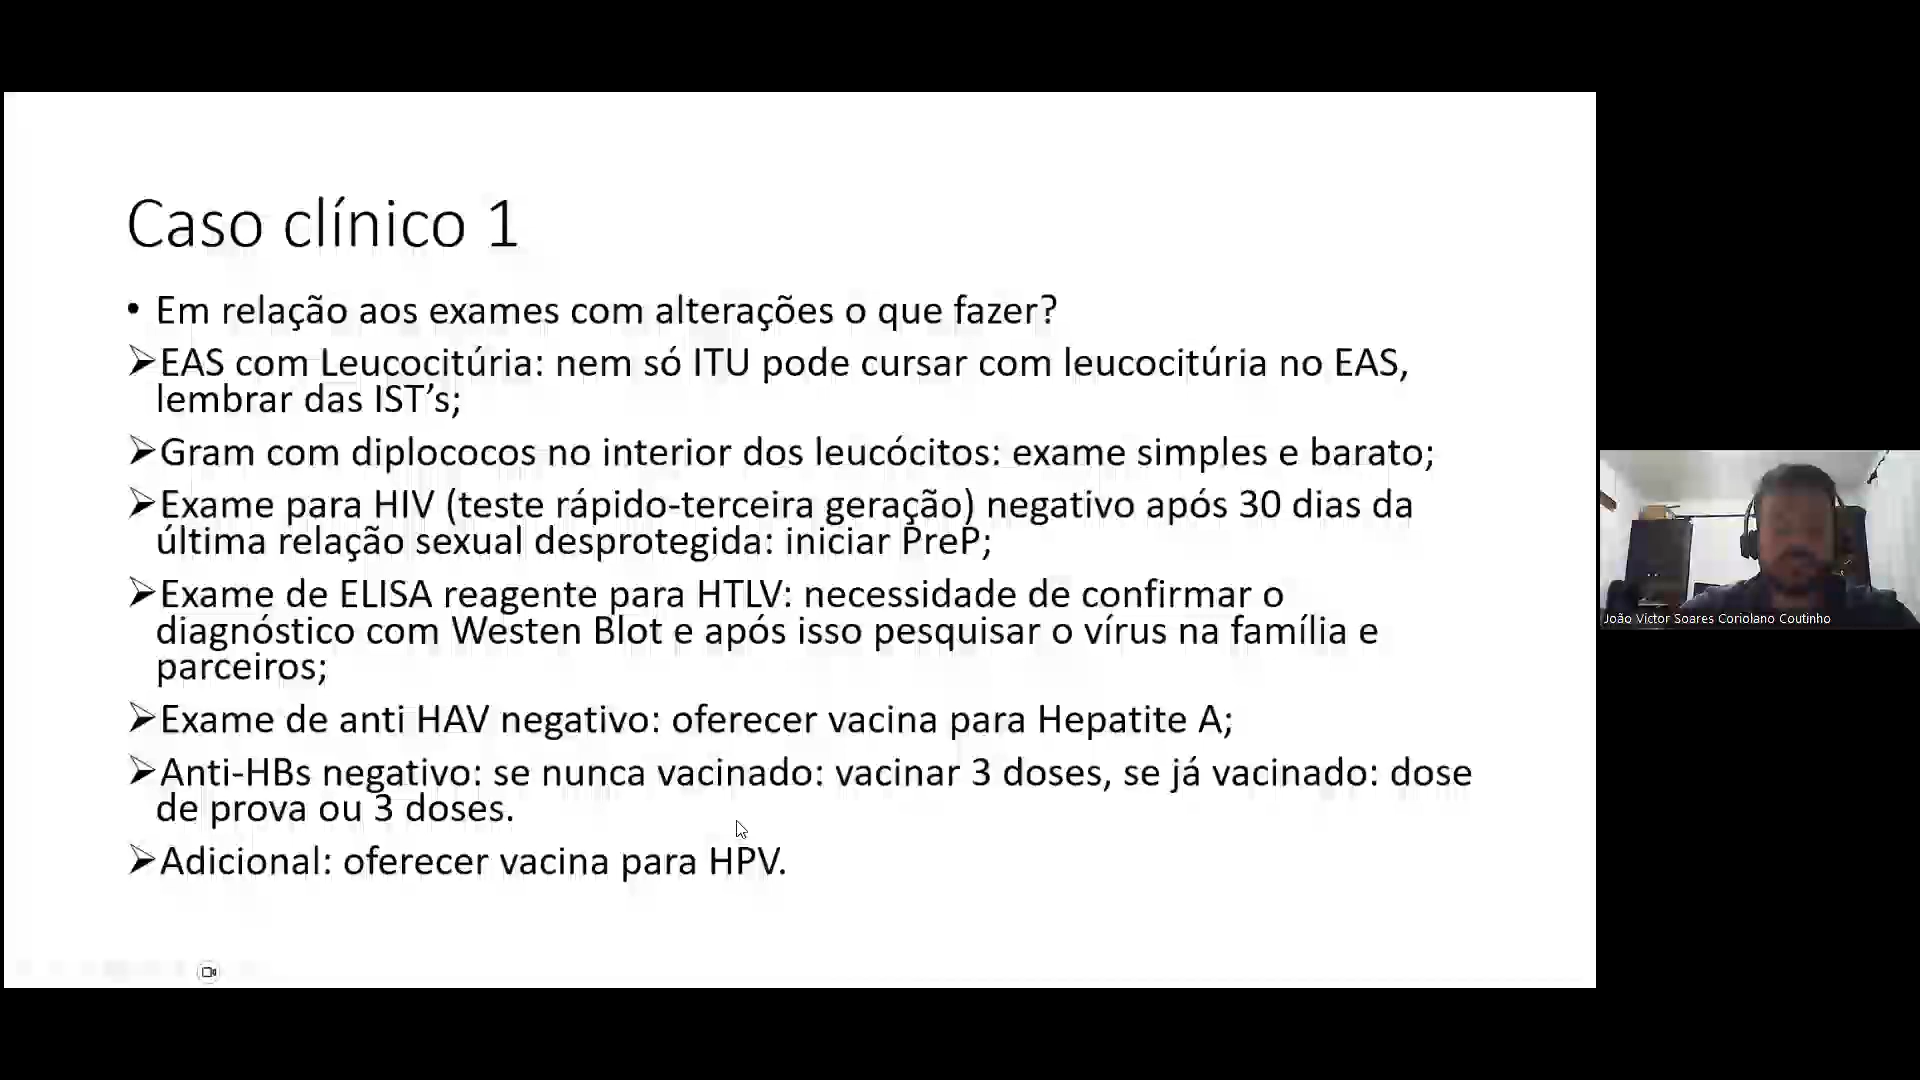 Caso clínico 1
• Em relação aos exames com alterações o que fazer?
➢EAS com Leucocitúria: nem só ITU pode cursar com leucocitúria no EAS,
lembrar das IST’s;
➢Gram com diplococos no interior dos leucócitos: exame simples e barato;
➢Exame para HIV (teste rápido-terceira geração) negativo após 30 dias da
última relação sexual desprotegida: iniciar PreP;
➢Exame de ELISA reagente para HTLV: necessidade de confirmar o
diagnóstico com Westen Blot e após isso pesquisar o vírus na família e
parceiros;
➢Exame de anti HAV negativo: oferecer vacina para Hepatite A;
➢Anti-HBs negativo: se nunca vacinado: vacinar 3 doses, se já vacinado: dose
de prova ou 3 doses.
➢Adicional: oferecer vacina para HPV.
João Victor Soares Coriolano Coutinho